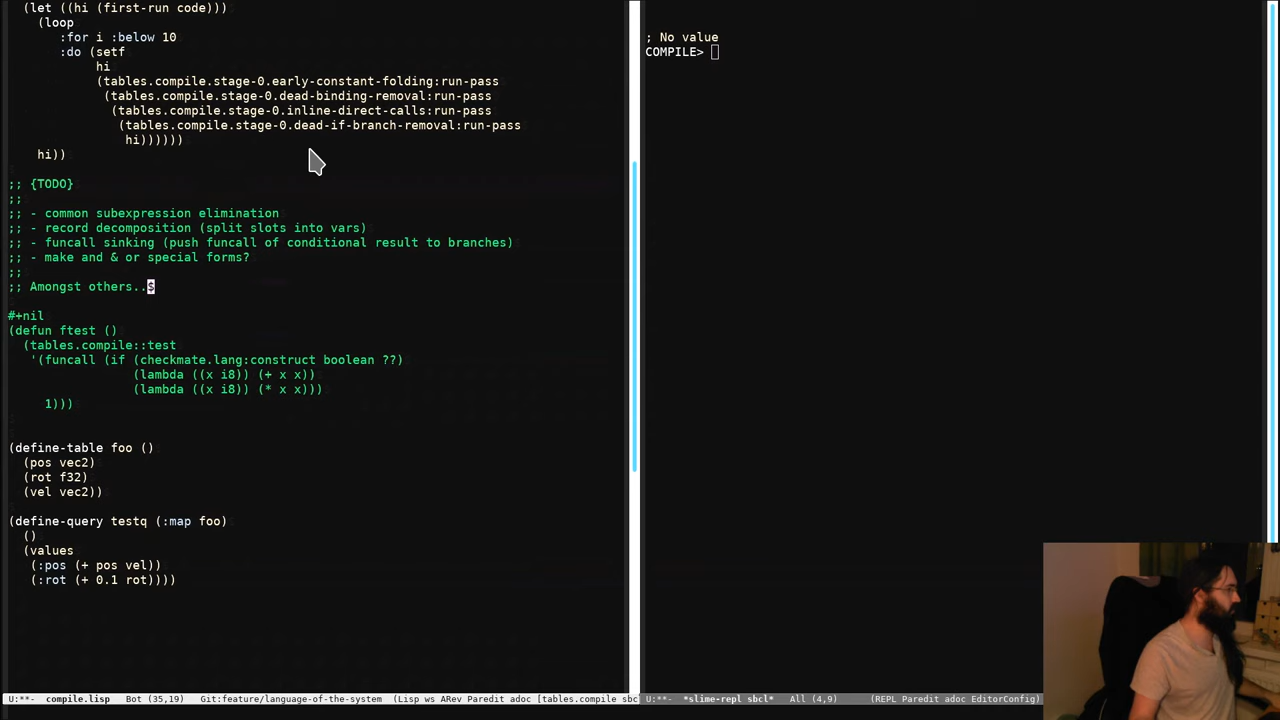 (let ((hi (first-run code)))
(loop
:for i :below 10
:do (setf
hi
(tables.compile.stage-0.early-constant-folding:run-pass
(tables.compile.stage-0.dead-binding-removal:run-pass
(tables.compile.stage-0.inline-direct-calls:run-pass
(tables.compile.stage-0.dead-if-branch-removal:run-pass
hi))))))
hi))
;; {TODO}
;;
;; - common subexpression elimination
;; - record decomposition (split slots into vars)
;; - funcall sinking (push funcall of conditional result to branches)
;; - make and & or special forms?
;;
;; Amongst others..$
#+nil
(defun ftest ()
(tables.compile::test
'(funcall (if (checkmate.lang:construct boolean ??)
(lambda ((x i8)) (+ x x))
(lambda ((x i8)) (* x x)))
1)))
(define-table foo ()
(pos vec2)
(rot f32)
(vel vec2))
(define-query testq (:map foo)
()
(values
(:pos (+ pos vel))
(:rot (+ 0.1 rot))))
U:**- compile.lisp Bot (35,19) Git:feature/language-of-the-system (Lisp ws ARev Paredit adoc [tables.compile sbc
; No value
COMPILE>
U:**- *slime-repl sbcl* All (4,9) (REPL Paredit adoc EditorConfig)